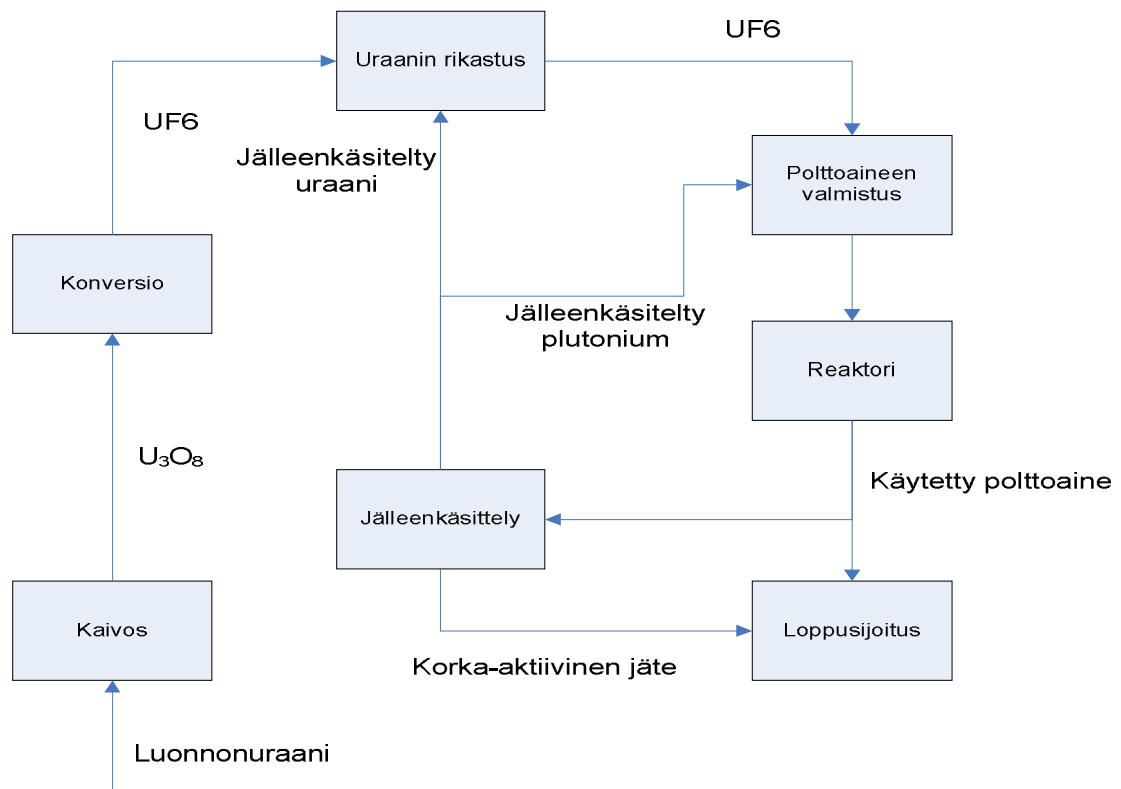 Uraanin rikastus
UF6
UF6
Jälleenkäsitelty
uraani
Polttoaineen
valmistus
Konversio
Jälleenkäsitelty
plutonium
Reaktori
U₃O₈
Käytetty polttoaine
Jälleenkäsittely
Kaivos
Loppusijoitus
Korka-aktiivinen jäte
Luonnonuraani